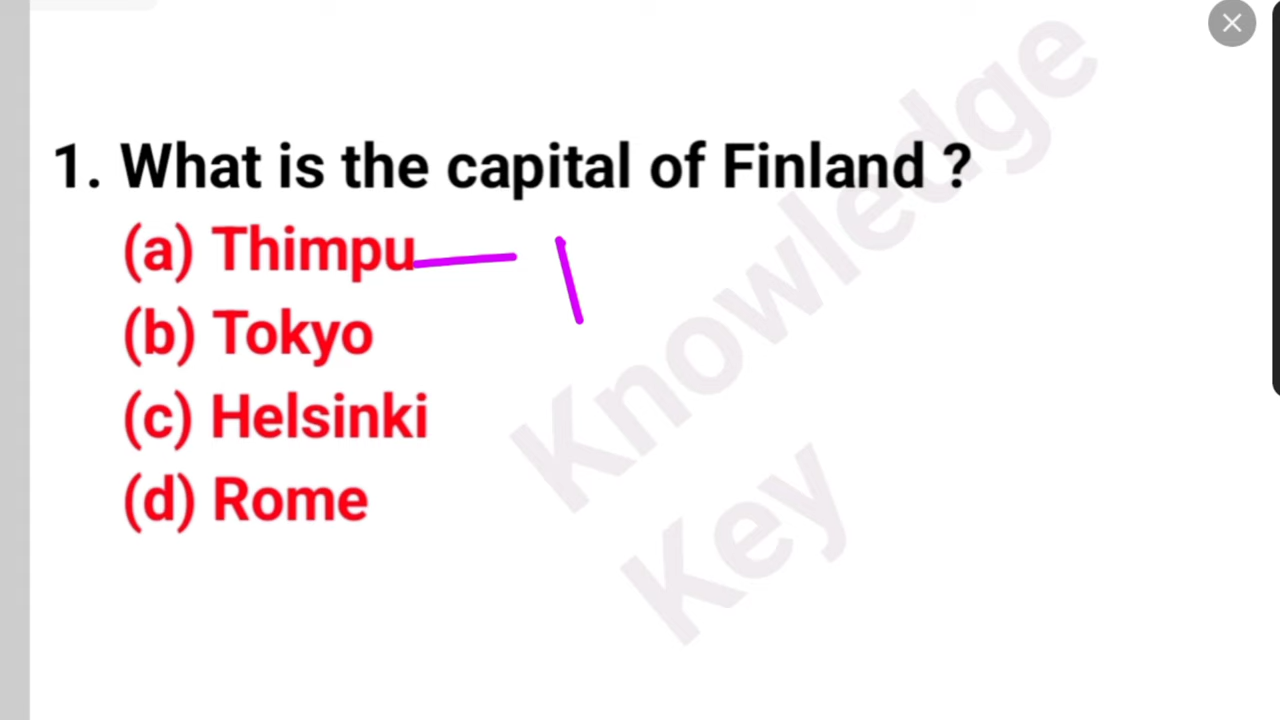 1. What is the capital of Finland ?
(a) Thimpu
(b) Tokyo
(c) Helsinki
(d) Rome
Knowledge
Key